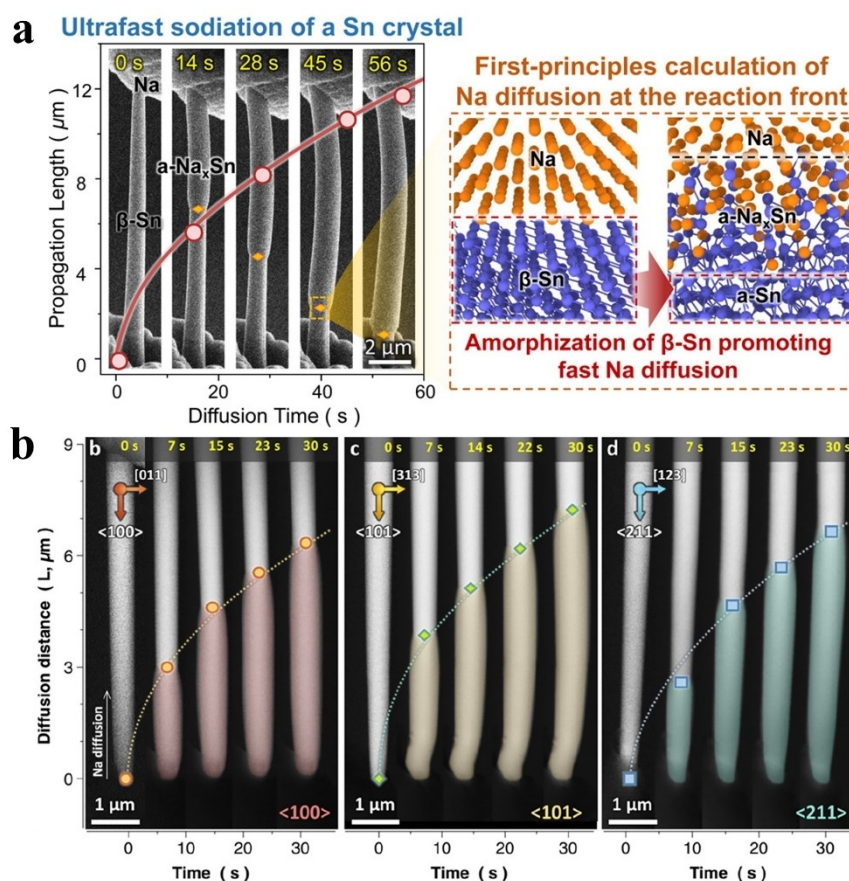 a
Ultrafast sodiation of a Sn crystal
0 s 14 s 28 s 45 s 56 s
Na
12
8
4
0
Propagation Length ( µm)
β-Sn
a-NaₓSn
2 µm
0 20 40 60
Diffusion Time ( s )
First-principles calculation of
Na diffusion at the reaction front
Na
β-Sn
Na
a-NaₓSn
a-Sn
Amorphization of β-Sn promoting
fast Na diffusion
b
9
6
3
0
Diffusion distance ( L, µm)
b 0 s 7 s 15 s 23 s 30 s
[011]
<100>
Na diffusion
1 µm
<100>
0 10 20 30
Time ( s )
c 0 s 7 s 14 s 22 s 30 s
[313]
<101>
1 µm
<101>
0 10 20 30
Time ( s )
d 0 s 7 s 15 s 23 s 30 s
[123]
<211>
1 µm
<211>
0 10 20 30
Time ( s )